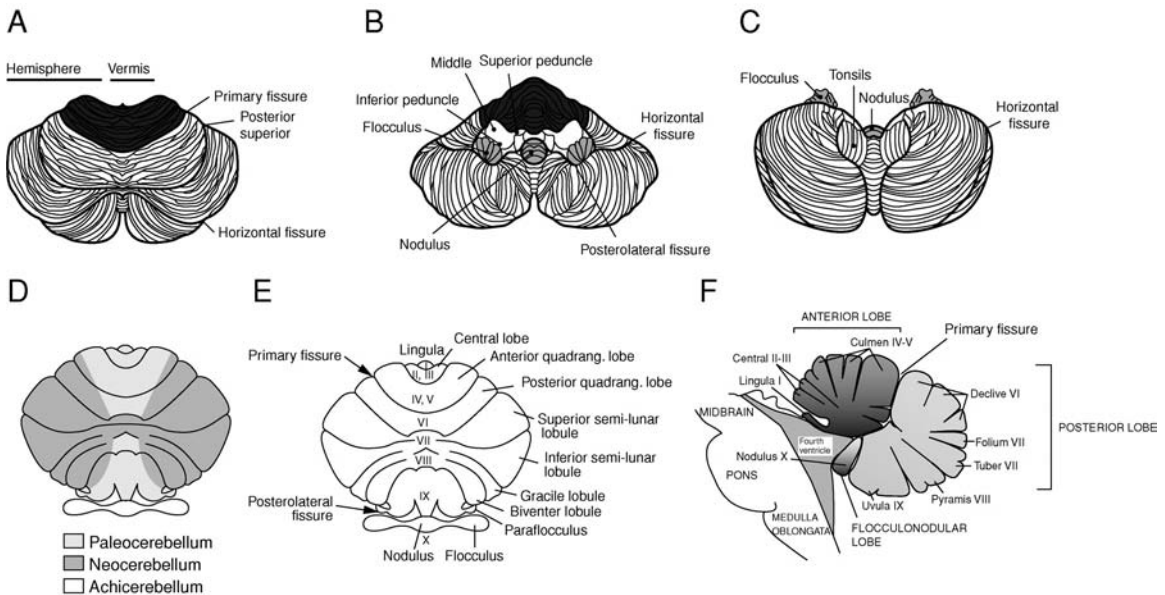 A
Hemisphere
Vermis
Primary fissure
Posterior
superior
Horizontal fissure
B
Middle
Superior peduncle
Inferior peduncle
Flocculus
Horizontal
fissure
Nodulus
Posterolateral fissure
C
Flocculus
Tonsils
Nodulus
Horizontal
fissure
D
Paleocerebellum
Neocerebellum
Achicerebellum
E
Primary fissure
Lingula
Central lobe
Anterior quadrang. lobe
Posterior quadrang. lobe
Superior semi-lunar
lobule
Inferior semi-lunar
lobule
Gracile lobule
Biventer lobule
Paraflocculus
Posterolateral
fissure
Nodulus
Flocculus
II, III
IV, V
VI
VII
VIII
IX
X
F
ANTERIOR LOBE
Primary fissure
Culmen IV-V
Central II-III
Lingula I
MIDBRAIN
Fourth
ventricle
Nodulus X
PONS
MEDULLA
OBLONGATA
Declive VI
Folium VII
Tuber VII
Pyramis VIII
Uvula IX
FLOCCULONODULAR
LOBE
POSTERIOR LOBE